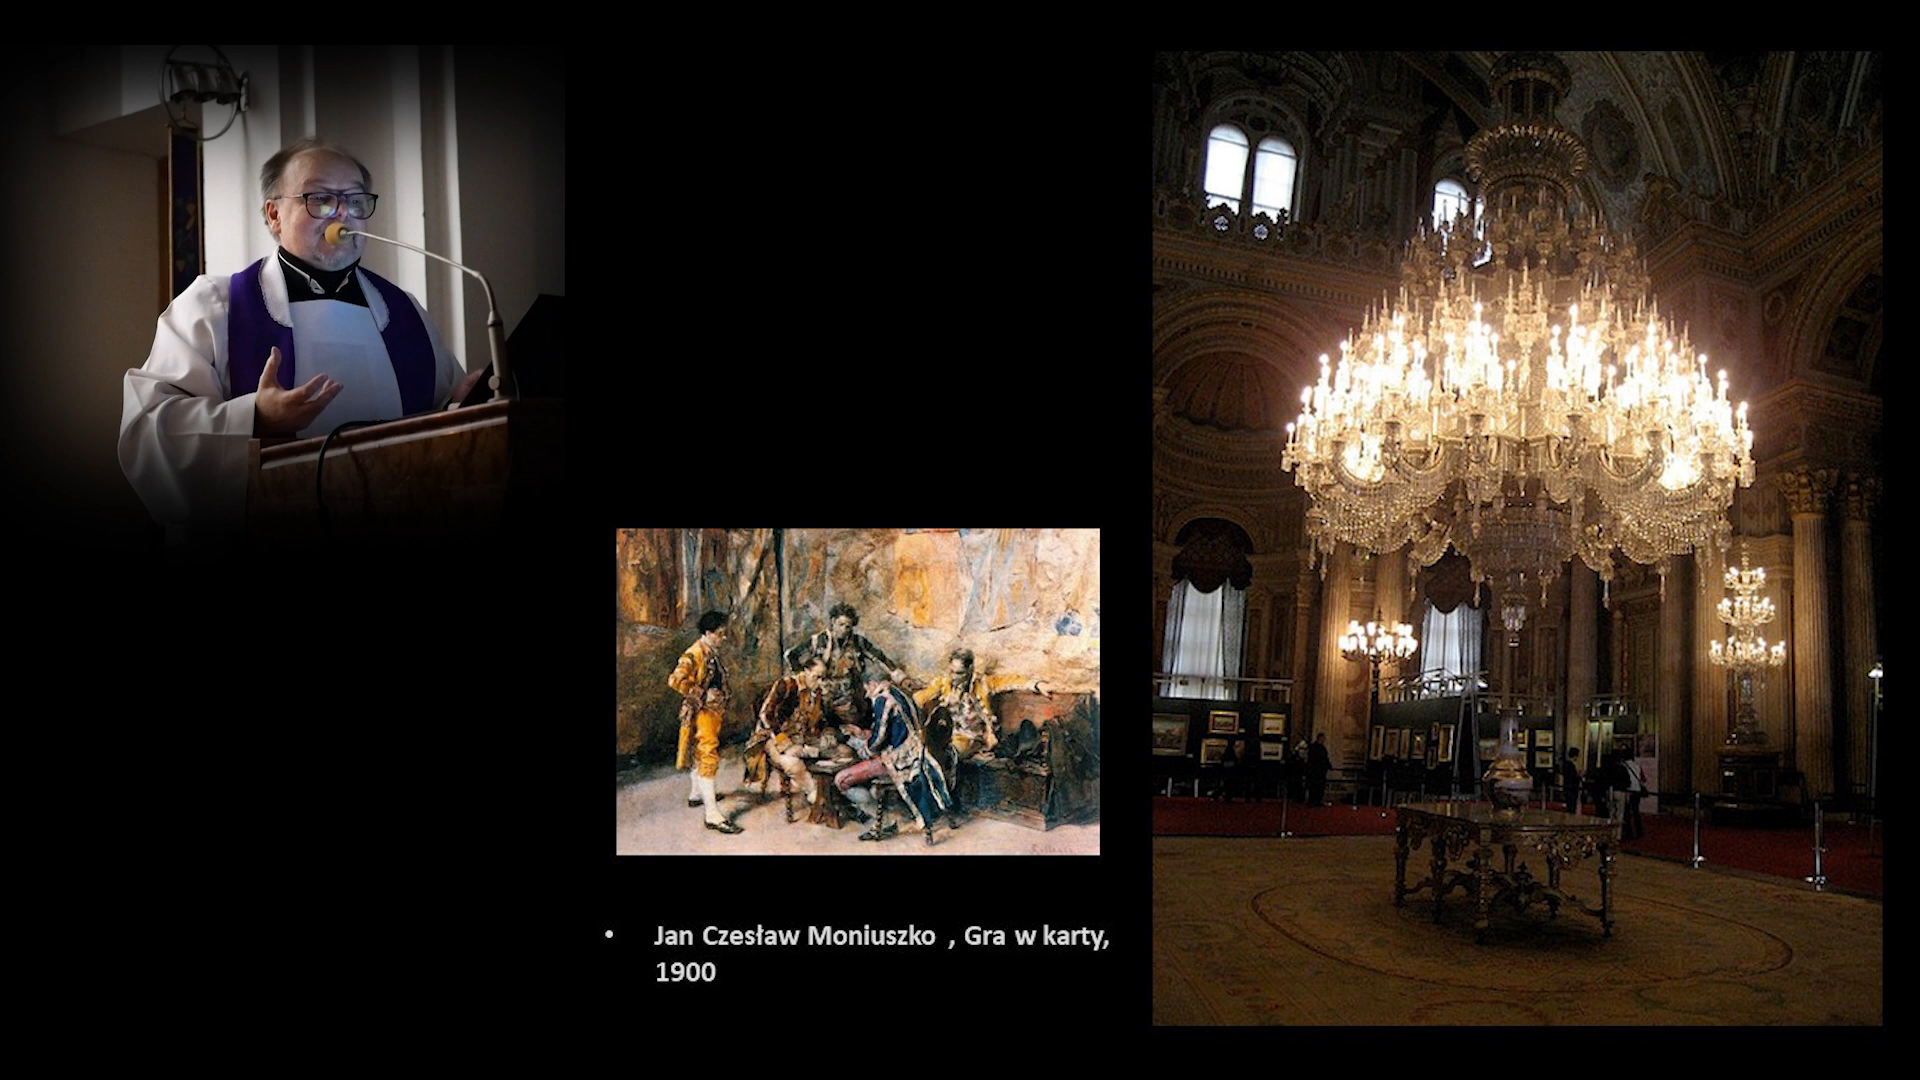 • Jan Czesław Moniuszko , Gra w karty,
1900